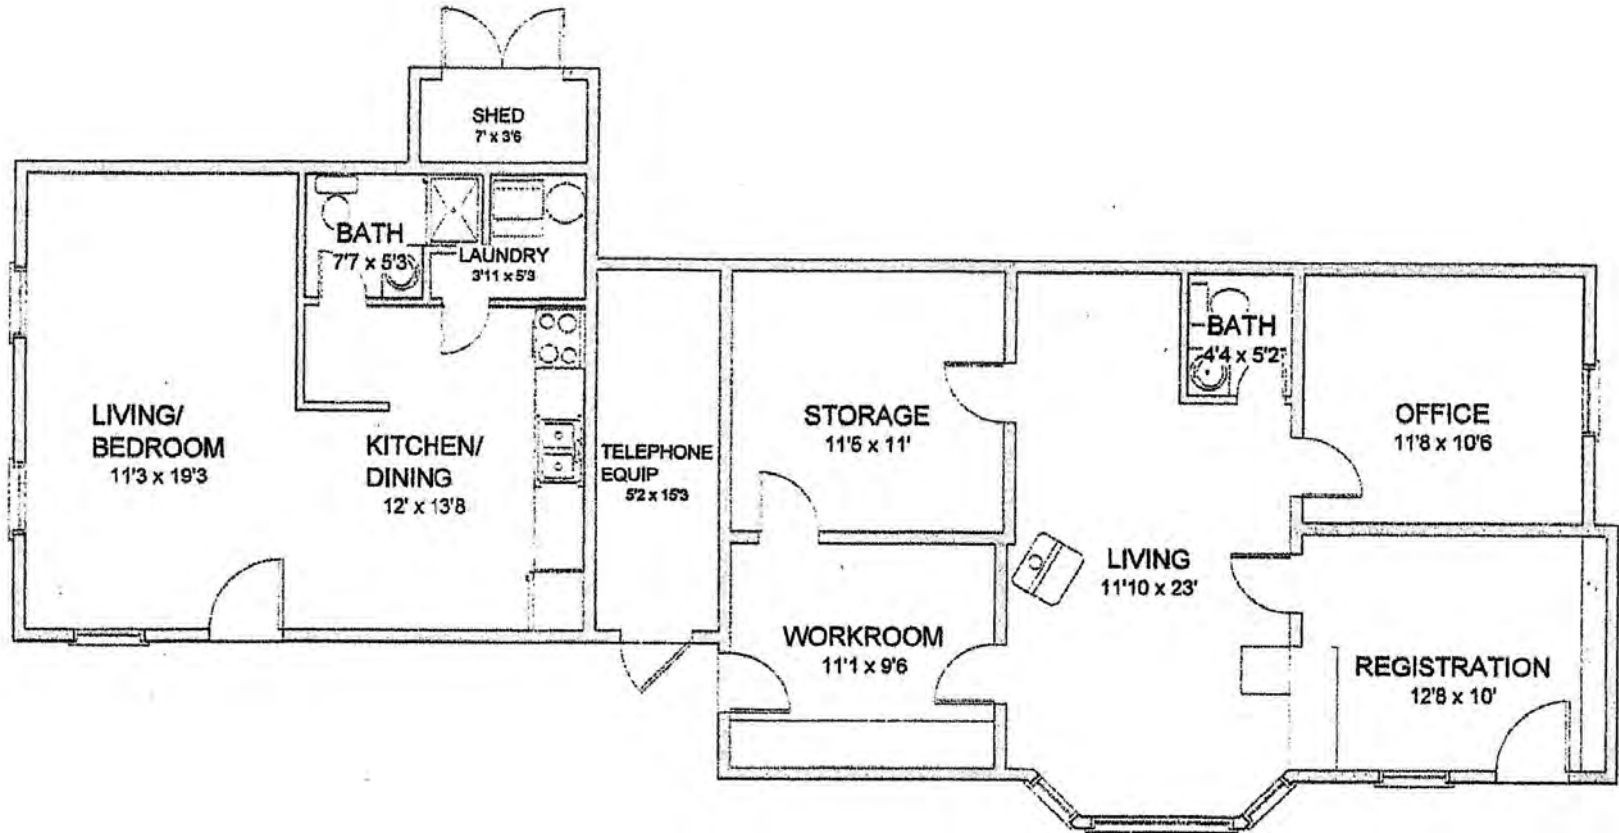 SHED
7' x 3'6
BATH
7'7 x 5'3
LAUNDRY
3'11 x 5'3
LIVING/
BEDROOM
11'3 x 19'3
KITCHEN/
DINING
12' x 13'8
TELEPHONE
EQUIP
5'2 x 15'3
STORAGE
11'5 x 11'
WORKROOM
11'1 x 9'6
LIVING
11'10 x 23'
BATH
4'4 x 5'2
OFFICE
11'8 x 10'6
REGISTRATION
12'8 x 10'